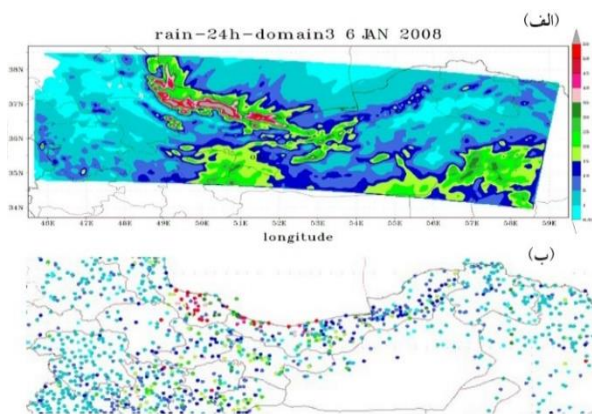 (الف)
rain-24h-domain3 6 JAN 2008
38N
37N
36N
35N
34N
46E 47E 48E 49E 50E 51E 52E 53E 54E 55E 56E 57E 58E 59E
longitude
(ب)